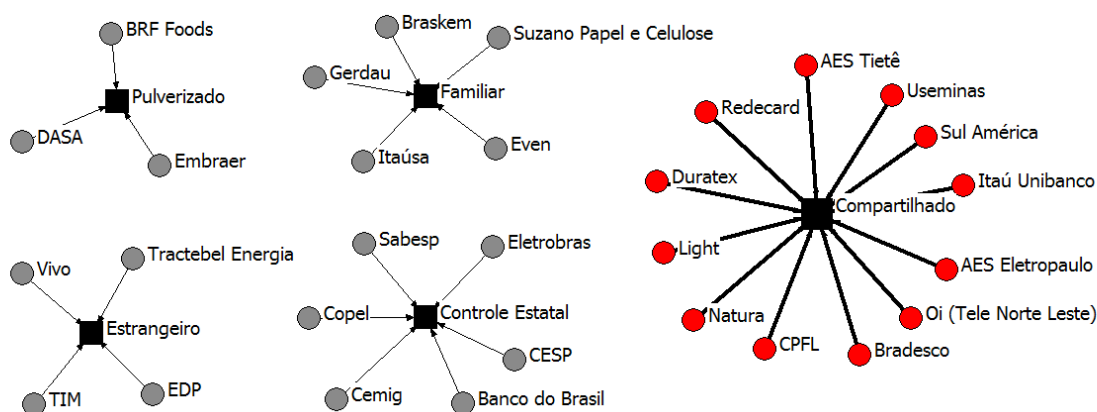 BRF Foods
Pulverizado
DASA
Embraer
Braskem
Suzano Papel e Celulose
Gerdau
Familiar
Itaúsa
Even
Vivo
Tractebel Energia
Estrangeiro
TIM
EDP
Sabesp
Eletrobras
Copel
Controle Estatal
CESP
Cemig
Banco do Brasil
AES Tietê
Useminas
Redecard
Sul América
Duratex
Itaú Unibanco
Compartilhado
Light
AES Eletropaulo
Natura
Oi (Tele Norte Leste)
CPFL
Bradesco